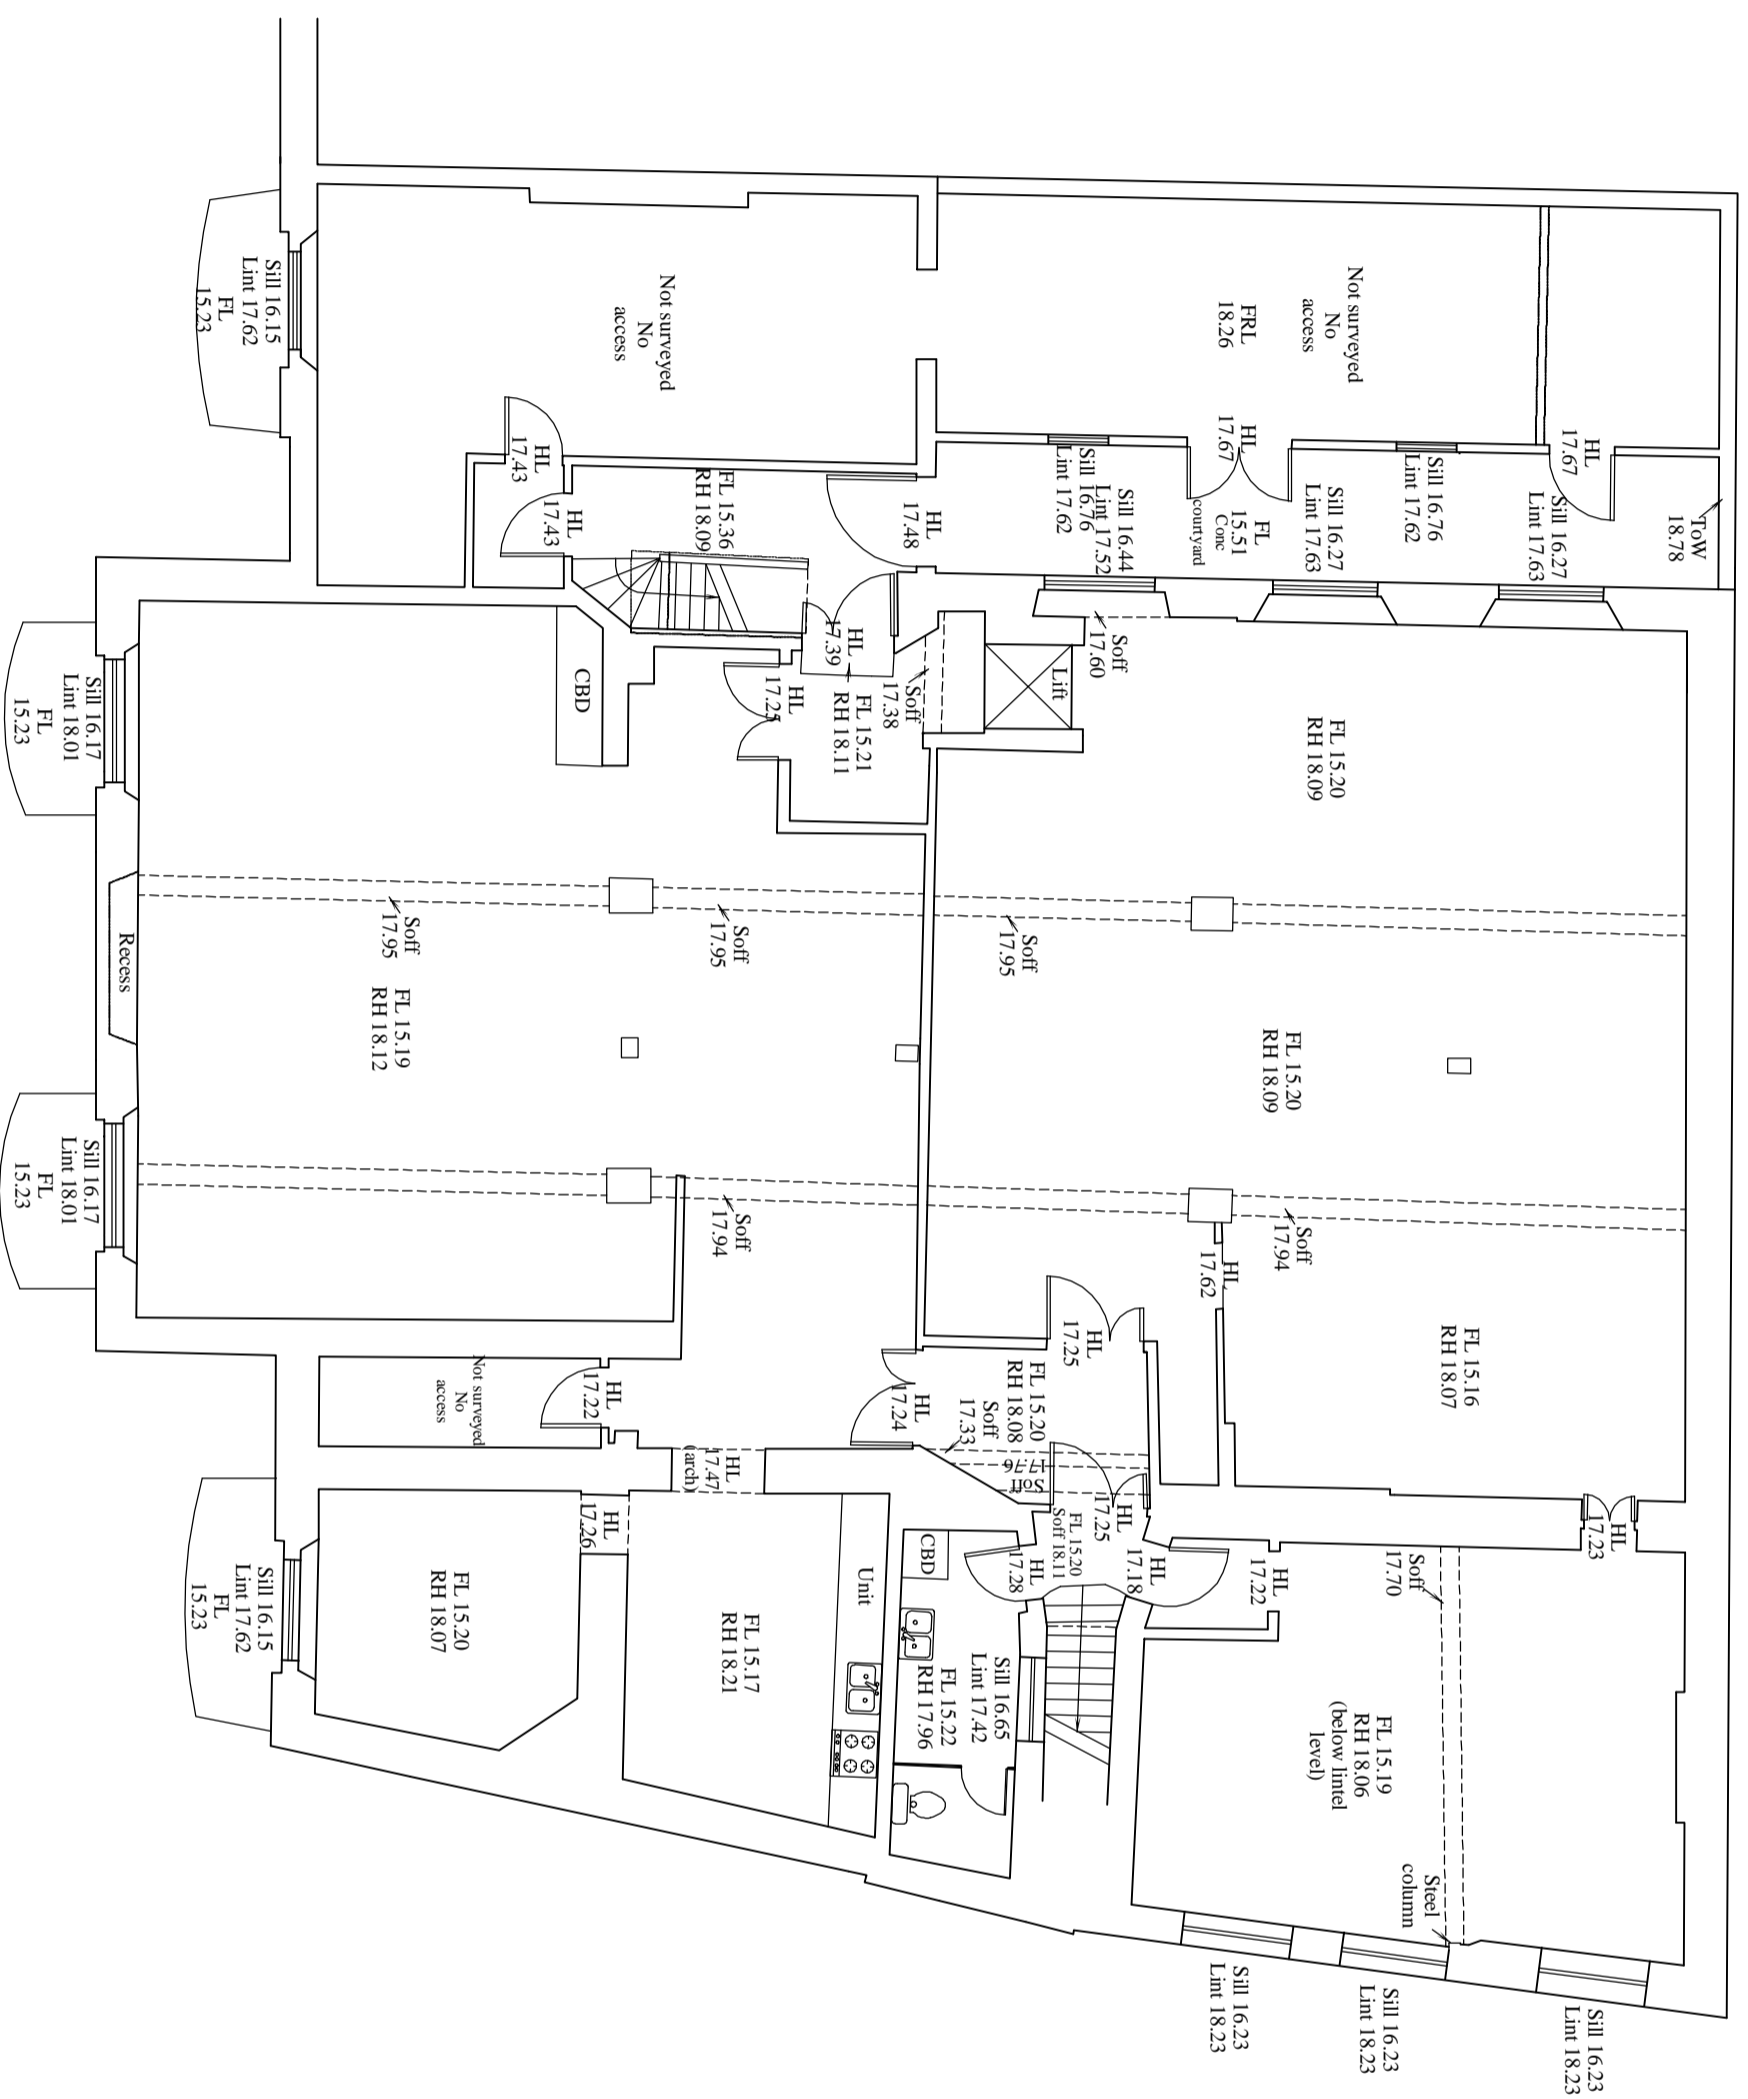 Sill 16.15
Lint 17.62
FL
15.23
Not surveyed
No
access
Not surveyed
No
access
FRL
18.26
HL
17.43
HL
17.43
FL 15.36
RH 18.09
HL
17.48
HL
17.67
HL
17.67
Sill 16.76
Lint 17.62
Sill 16.44
Lint 17.52
FL
15.51
Conc
courtyard
Sill 16.27
Lint 17.63
Sill 16.76
Lint 17.62
Sill 16.27
Lint 17.63
ToW
18.78
Sill 16.17
Lint 18.01
FL
15.23
CBD
HL
17.39
HL
17.25
FL 15.21
RH 18.11
Soff
17.38
Lift
Soff
17.60
FL 15.20
RH 18.09
Recess
Soff
17.95
Soff
17.95
Soff
17.95
FL 15.19
RH 18.12
FL 15.20
RH 18.09
Sill 16.17
Lint 18.01
FL
15.23
Soff
17.94
Soff
17.94
HL
17.62
HL
17.25
FL 15.16
RH 18.07
Not surveyed
No
access
HL
17.22
HL
17.24
FL 15.20
RH 18.08
Soff
17.33
Soff
17.76
HL
17.47
(arch)
HL
17.26
HL
17.25
FL 15.20
Soff 18.11
HL
17.28
HL
17.18
HL
17.22
HL
17.23
Soff
17.70
Sill 16.15
Lint 17.62
FL
15.23
FL 15.20
RH 18.07
FL 15.17
RH 18.21
Unit
CBD
Sill 16.65
Lint 17.42
FL 15.22
RH 17.96
FL 15.19
RH 18.06
(below lintel
level)
Steel
column
Sill 16.23
Lint 18.23
Sill 16.23
Lint 18.23
Sill 16.23
Lint 18.23